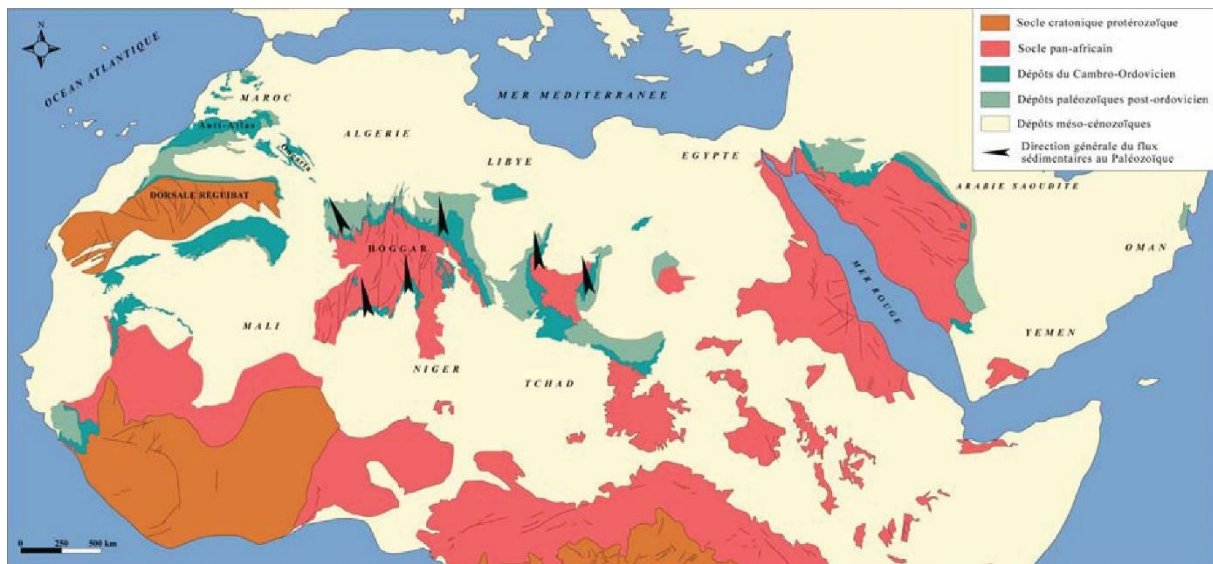 N
OCEAN ATLANTIQUE
MAROC
Anti-Atlas
Ougarta
ALGERIE
MER MEDITERRANEE
LIBYE
EGYPTE
DORSALE REGUIBAT
HOGGAR
ARABIE SAOUDITE
OMAN
MER ROUGE
YEMEN
MALI
NIGER
TCHAD
0 250 500 km
Socle cratonique protérozoïque
Socle pan-africain
Dépôts du Cambro-Ordovicien
Dépôts paléozoïques post-ordovicien
Dépôts méso-cénozoïques
Direction générale du flux
sédimentaires au Paléozoïque